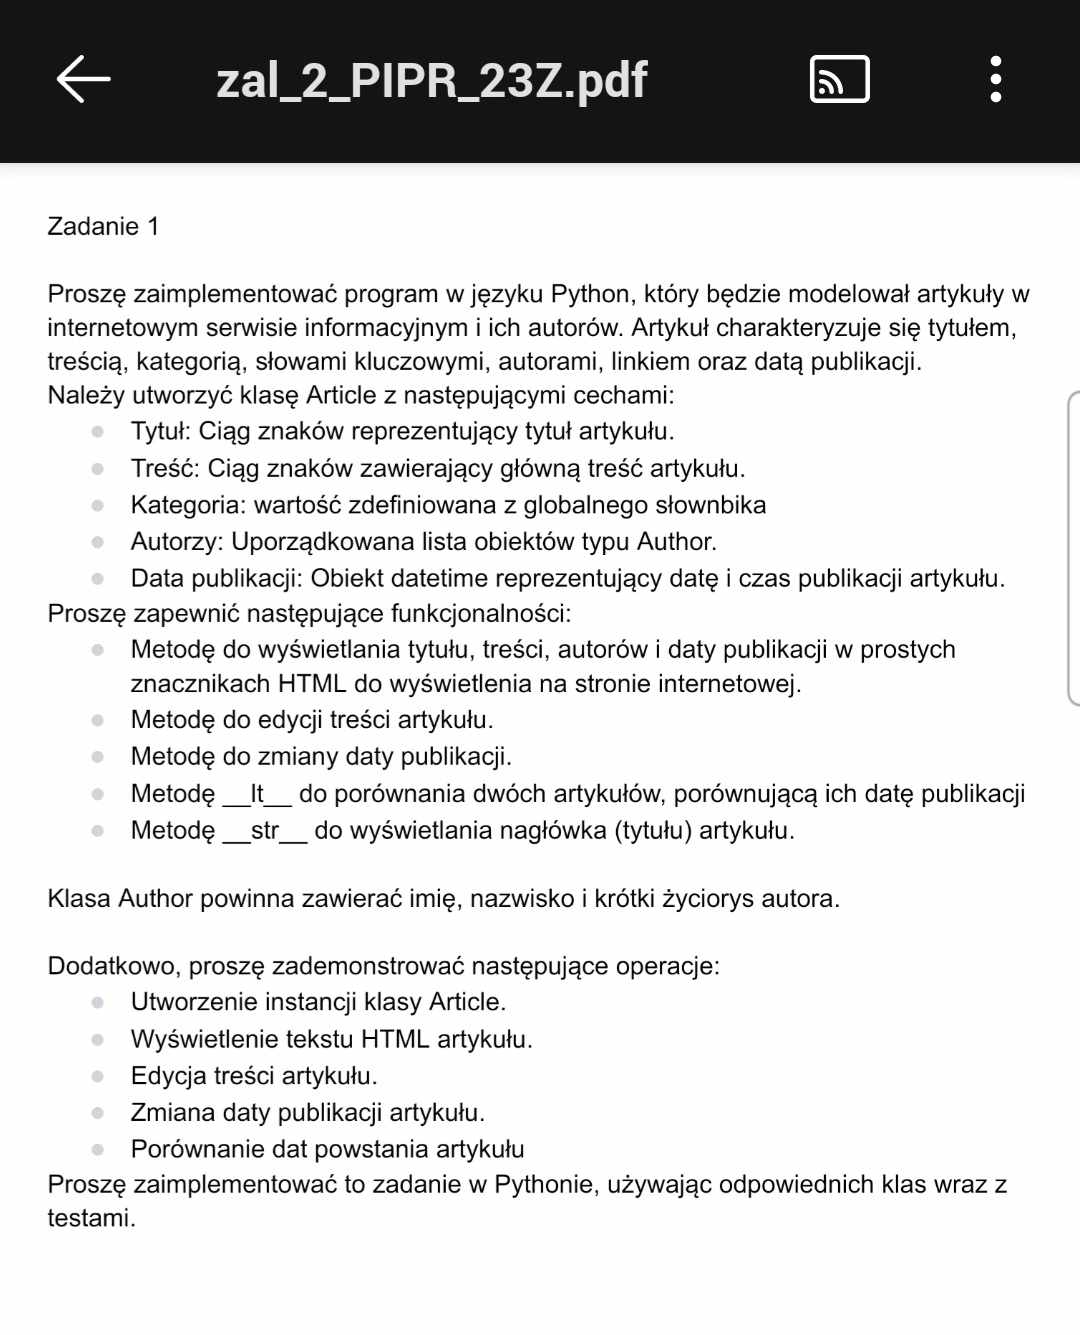 zal_2_PIPR_23Z.pdf
Zadanie 1
Proszę zaimplementować program w języku Python, który będzie modelował artykuły w
internetowym serwisie informacyjnym i ich autorów. Artykuł charakteryzuje się tytułem,
treścią, kategorią, słowami kluczowymi, autorami, linkiem oraz datą publikacji.
Należy utworzyć klasę Article z następującymi cechami:
● Tytuł: Ciąg znaków reprezentujący tytuł artykułu.
● Treść: Ciąg znaków zawierający główną treść artykułu.
● Kategoria: wartość zdefiniowana z globalnego słownbika
● Autorzy: Uporządkowana lista obiektów typu Author.
● Data publikacji: Obiekt datetime reprezentujący datę i czas publikacji artykułu.
Proszę zapewnić następujące funkcjonalności:
● Metodę do wyświetlania tytułu, treści, autorów i daty publikacji w prostych
znacznikach HTML do wyświetlenia na stronie internetowej.
● Metodę do edycji treści artykułu.
● Metodę do zmiany daty publikacji.
● Metodę __lt__ do porównania dwóch artykułów, porównującą ich datę publikacji
● Metodę __str__ do wyświetlania nagłówka (tytułu) artykułu.
Klasa Author powinna zawierać imię, nazwisko i krótki życiorys autora.
Dodatkowo, proszę zademonstrować następujące operacje:
● Utworzenie instancji klasy Article.
● Wyświetlenie tekstu HTML artykułu.
● Edycja treści artykułu.
● Zmiana daty publikacji artykułu.
● Porównanie dat powstania artykułu
Proszę zaimplementować to zadanie w Pythonie, używając odpowiednich klas wraz z
testami.